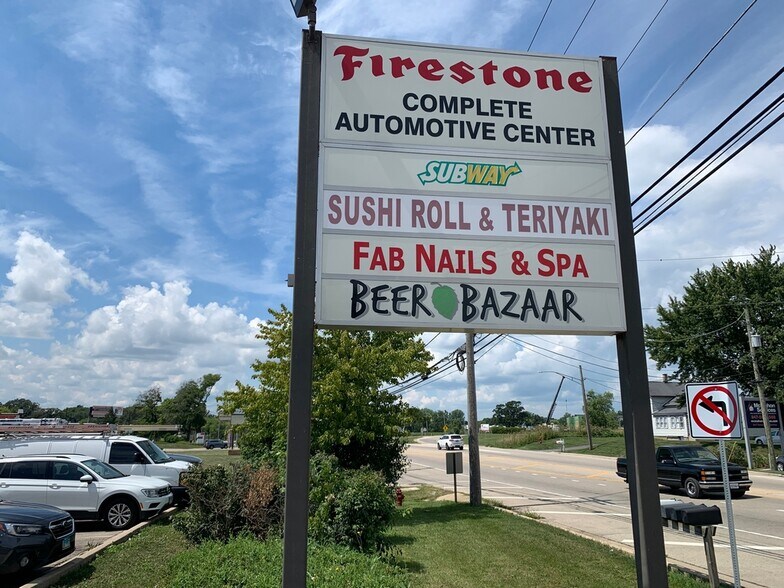 Firestone
COMPLETE
AUTOMOTIVE CENTER
SUBWAY
SUSHI ROLL & TERIYAKI
FAB NAILS & SPA
BEER BAZAAR